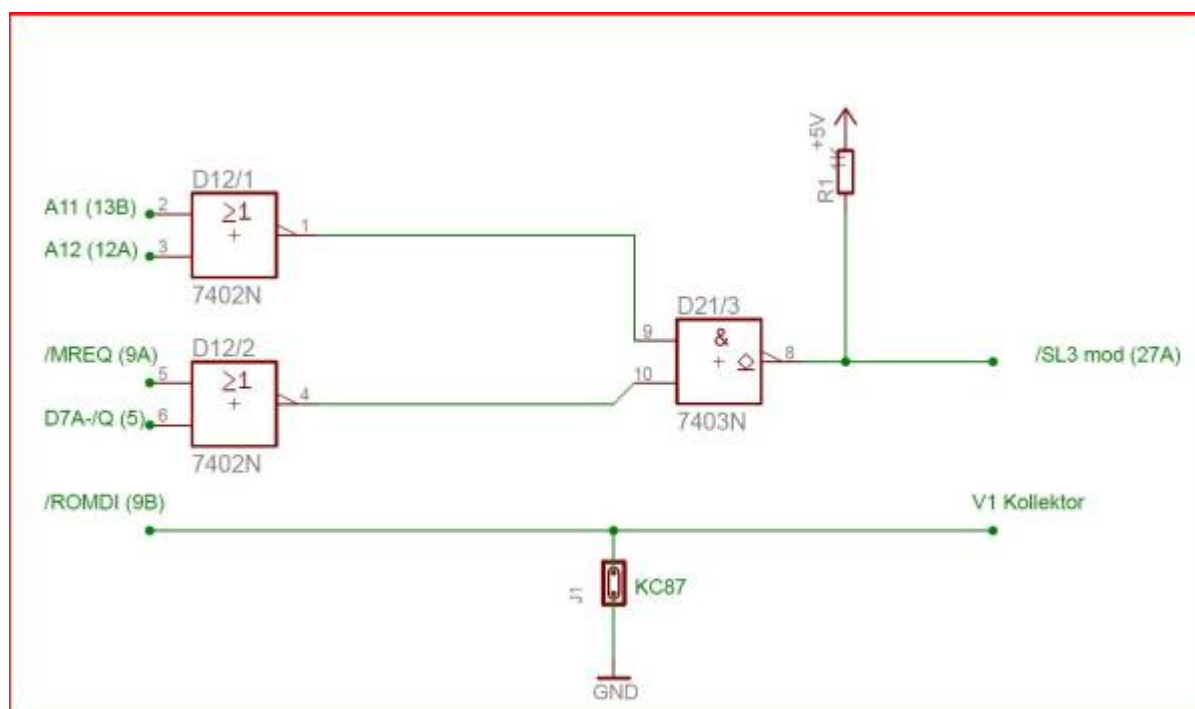 +5V
R1 1K
D12/1
A11 (13B) 2
≥1
+
1
A12 (12A) 3
7402N
D21/3
9
&
+
8
/SL3 mod (27A)
10
7403N
D12/2
/MREQ (9A)
5
≥1
+
4
D7A-/Q (5) 6
7402N
/ROMDI (9B)
V1 Kollektor
J1
KC87
GND